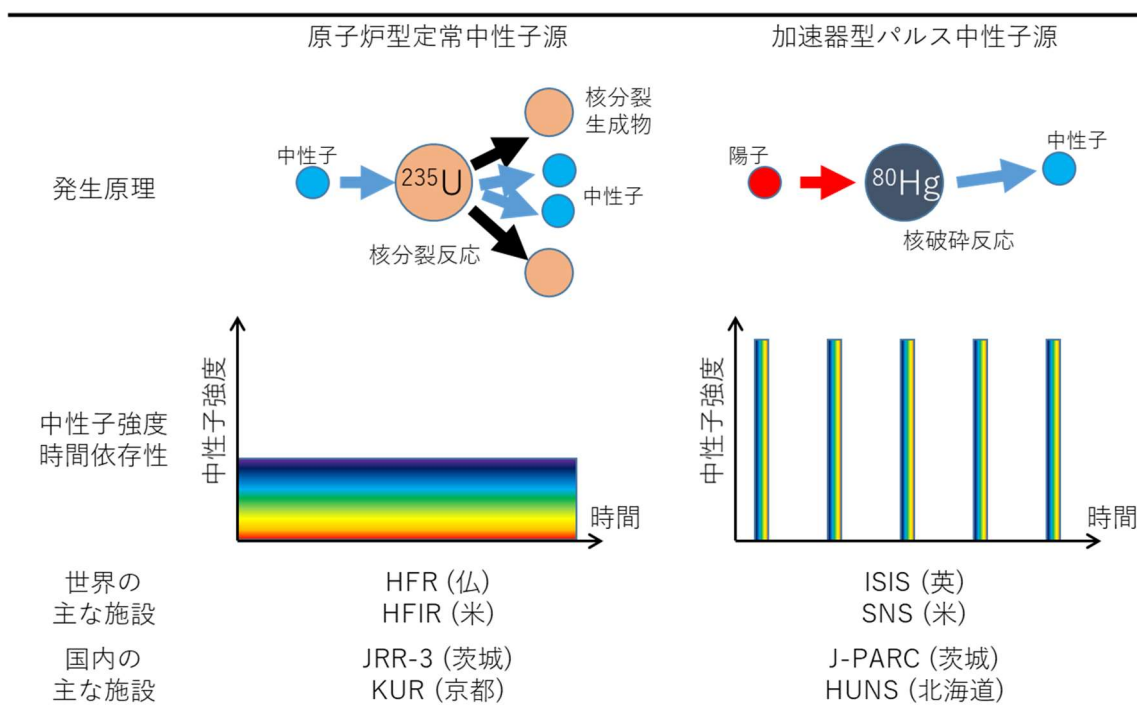 原子炉型定常中性子源
加速器型パルス中性子源
発生原理
中性子
235U
核分裂
生成物
中性子
核分裂反応
陽子
80Hg
中性子
核破砕反応
中性子強度
時間依存性
中性子強度
時間
中性子強度
時間
世界の
主な施設
HFR (仏)
HFIR (米)
ISIS (英)
SNS (米)
国内の
主な施設
JRR-3 (茨城)
KUR (京都)
J-PARC (茨城)
HUNS (北海道)